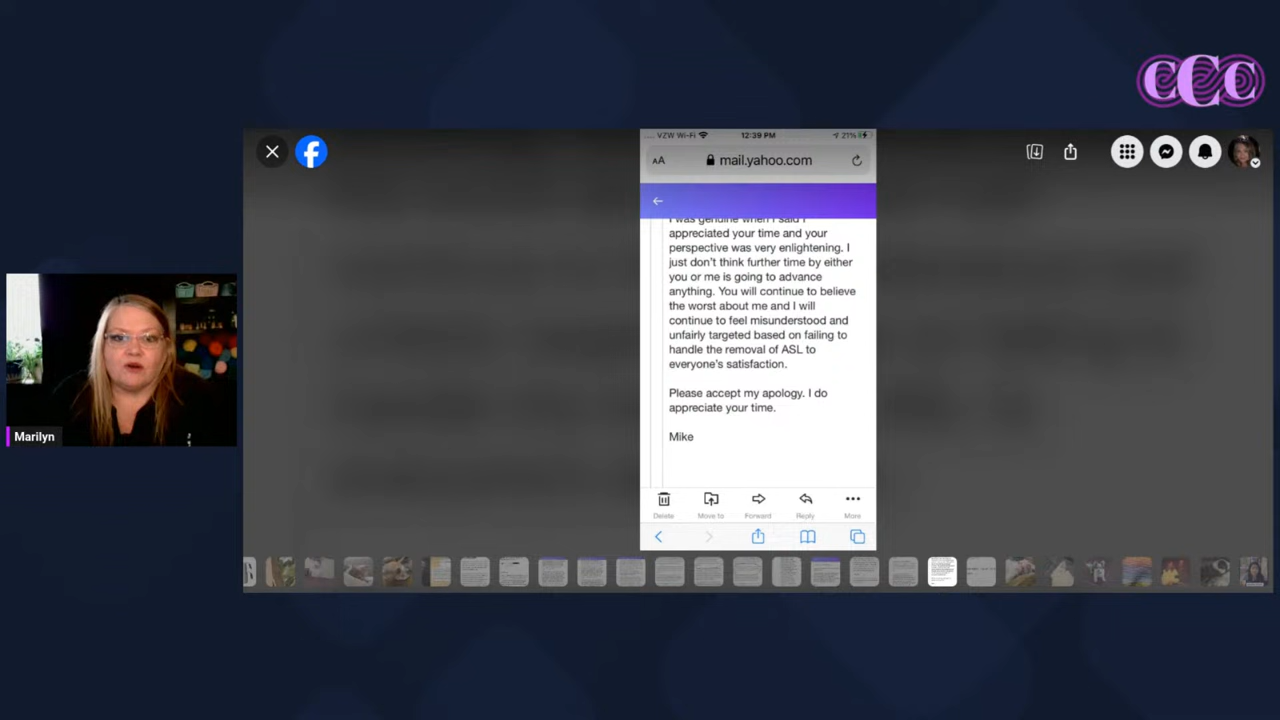 CCC
VZW Wi-Fi 12:39 PM 21%
AA mail.yahoo.com
I was genuine when I said I
appreciated your time and your
perspective was very enlightening. I
just don't think further time by either
you or me is going to advance
anything. You will continue to believe
the worst about me and I will
continue to feel misunderstood and
unfairly targeted based on failing to
handle the removal of ASL to
everyone's satisfaction.
Please accept my apology. I do
appreciate your time.
Mike
Delete Move to Forward Reply More
Marilyn